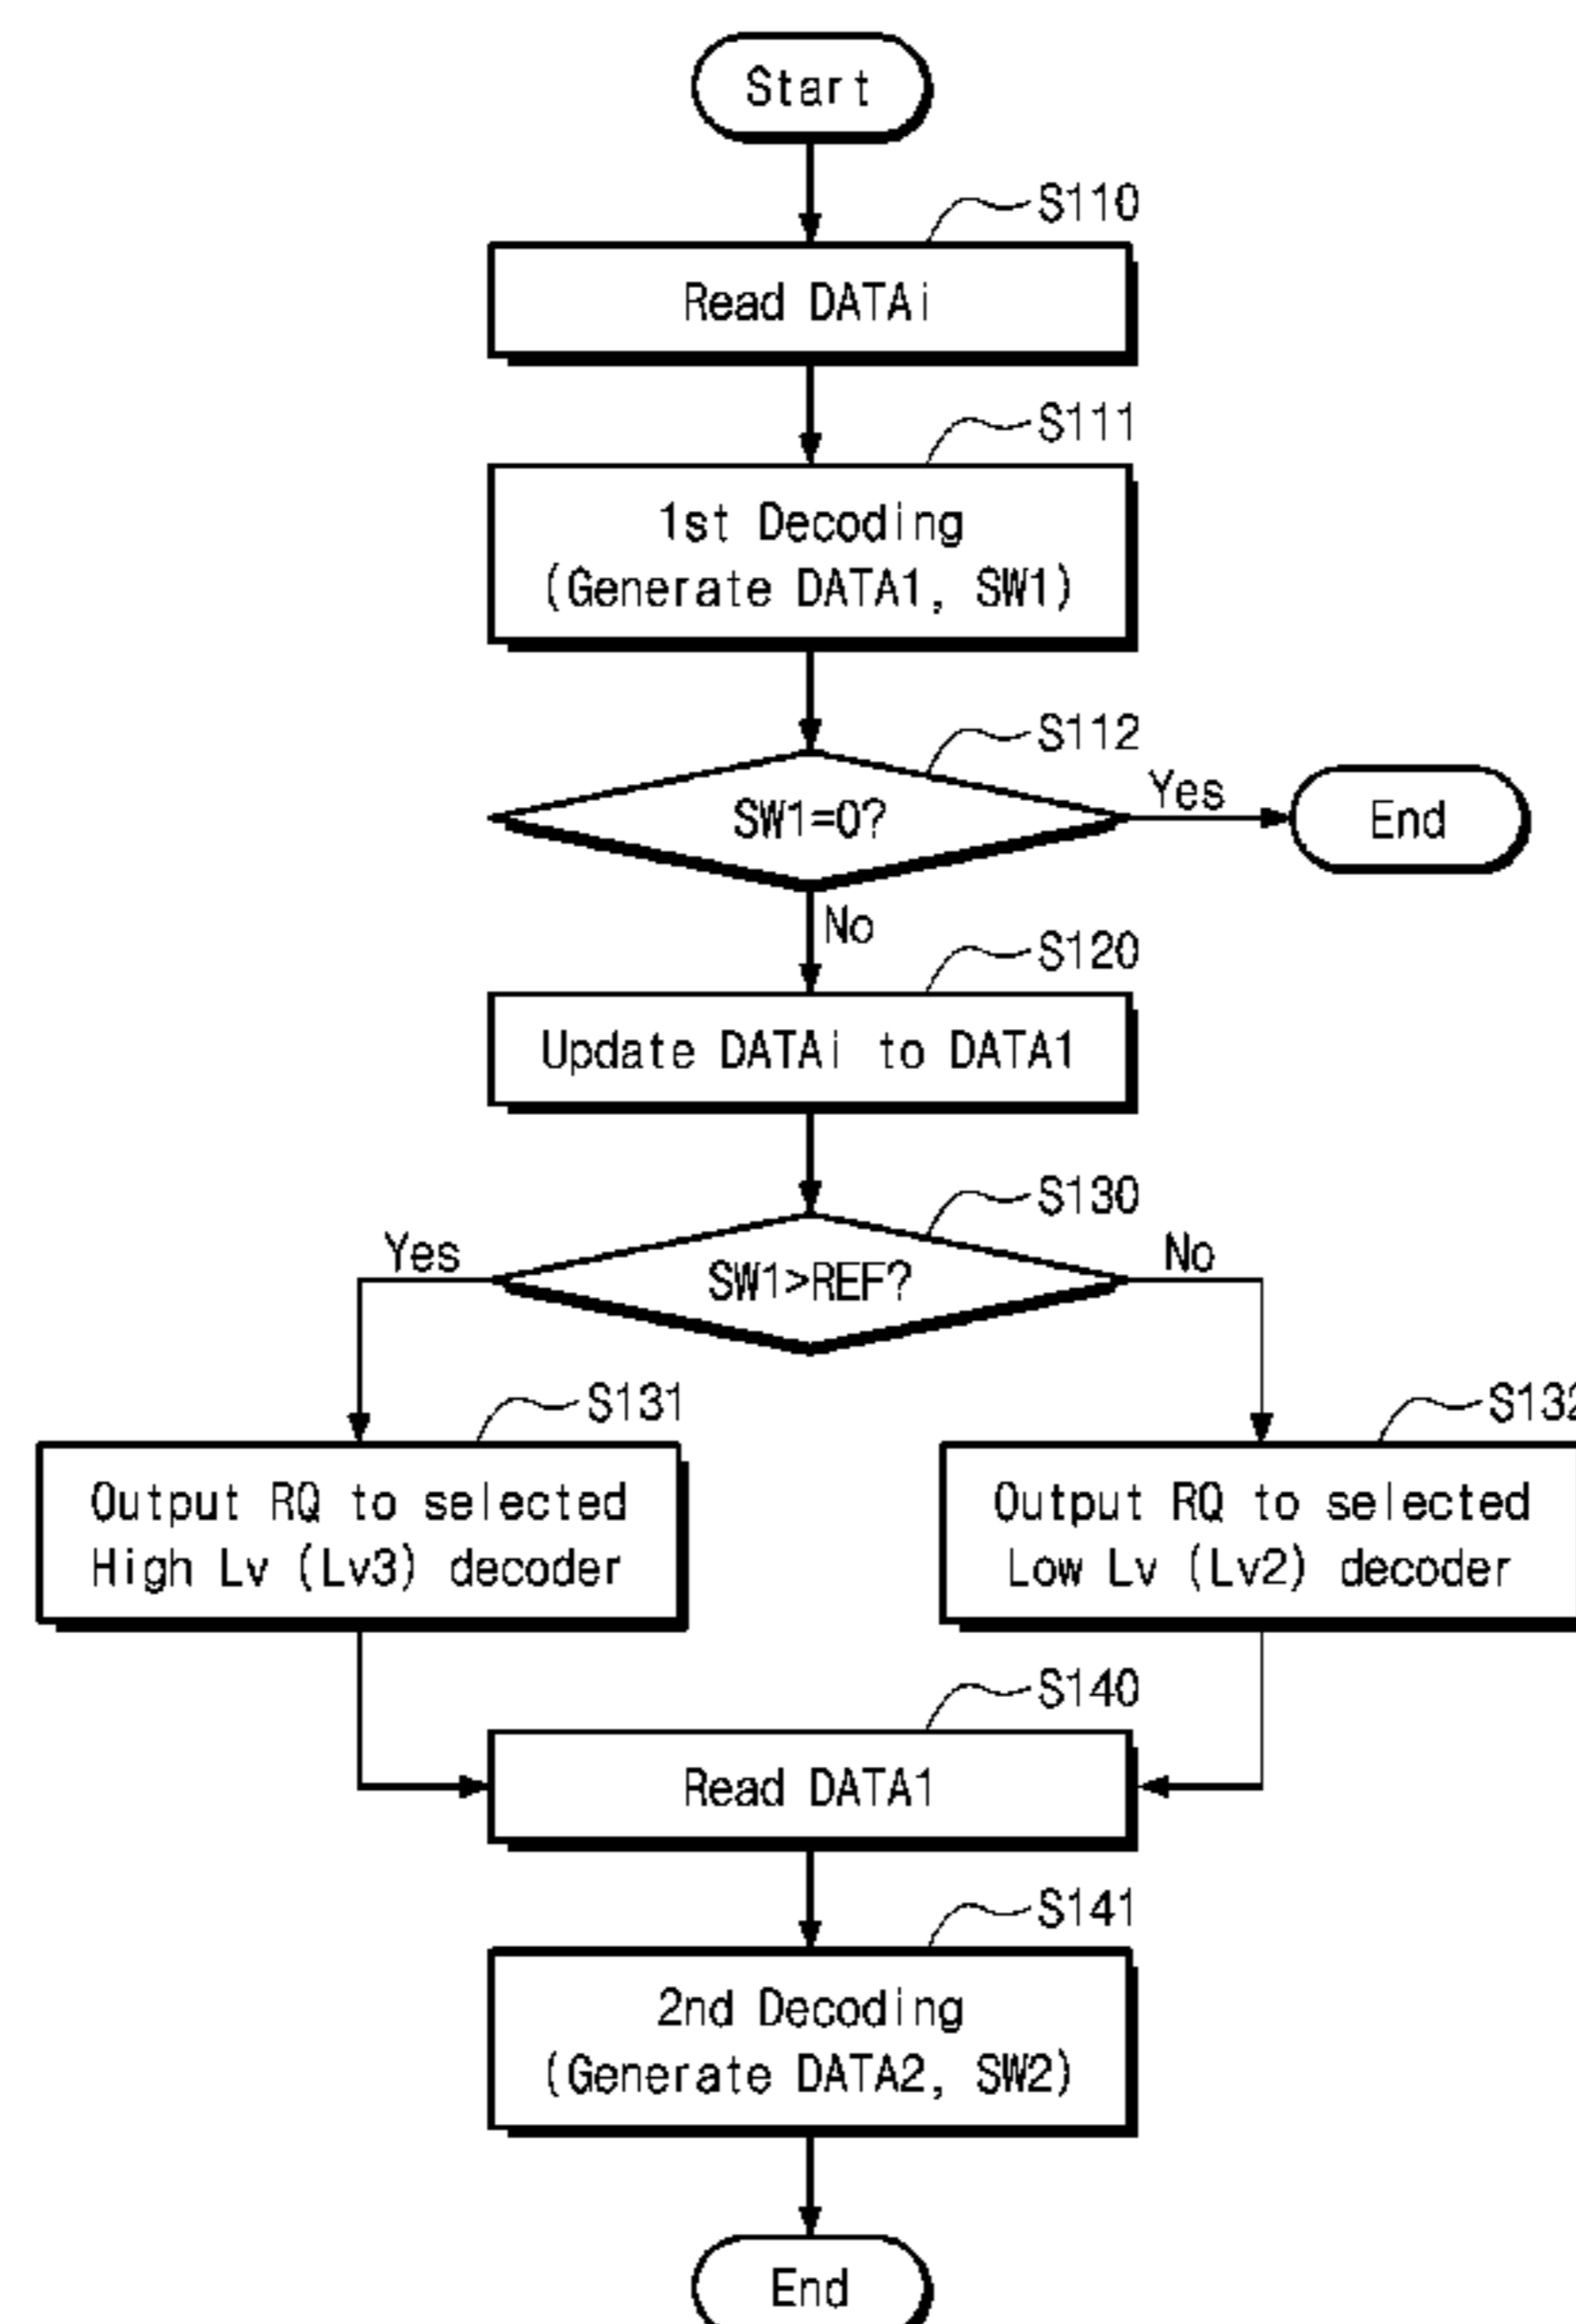 Start
S110
Read DATAi
S111
1st Decoding
(Generate DATA1, SW1)
S112
SW1=0?
Yes
End
No
S120
Update DATAi to DATA1
S130
Yes
SW1>REF?
No
S131
S132
Output RQ to selected
High Lv (Lv3) decoder
Output RQ to selected
Low Lv (Lv2) decoder
S140
Read DATA1
S141
2nd Decoding
(Generate DATA2, SW2)
End